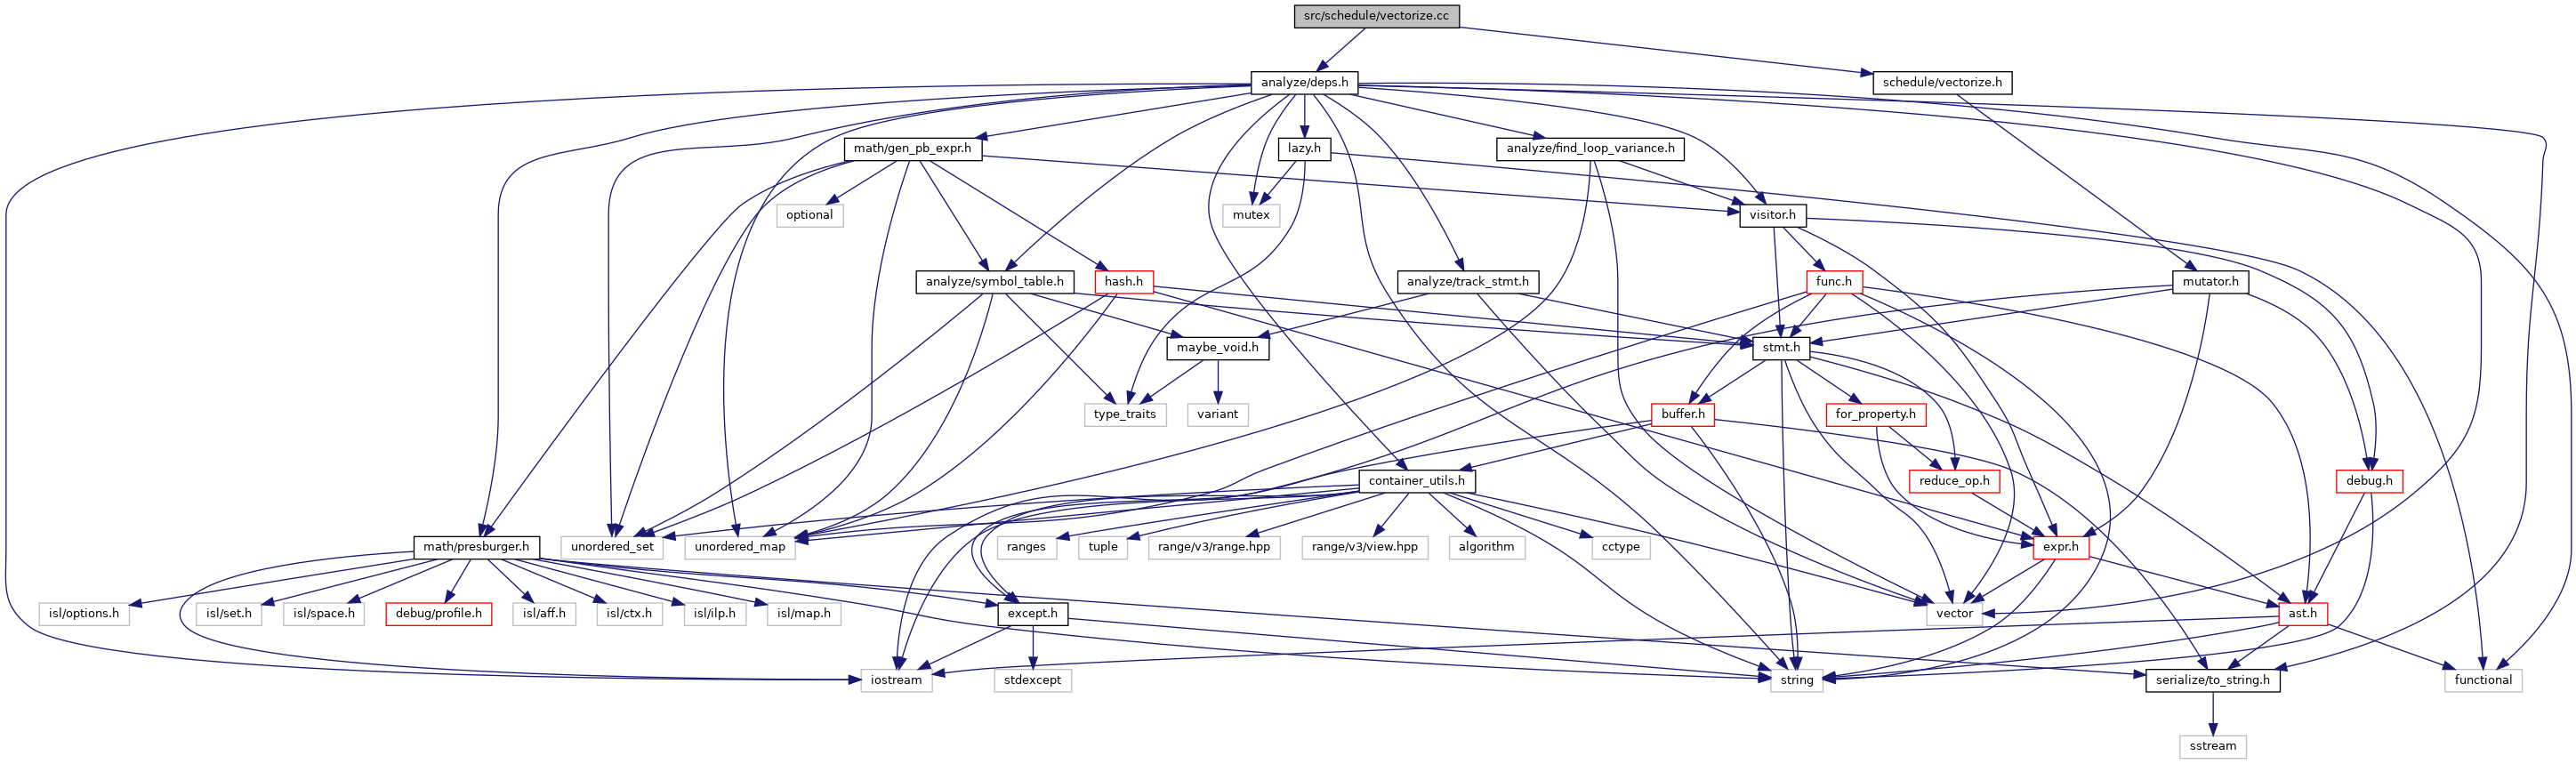 src/schedule/vectorize.cc
analyze/deps.h
schedule/vectorize.h
math/gen_pb_expr.h
lazy.h
analyze/find_loop_variance.h
optional
mutex
visitor.h
analyze/symbol_table.h
hash.h
analyze/track_stmt.h
func.h
mutator.h
maybe_void.h
stmt.h
type_traits
variant
buffer.h
for_property.h
container_utils.h
reduce_op.h
debug.h
math/presburger.h
unordered_set
unordered_map
ranges
tuple
range/v3/range.hpp
range/v3/view.hpp
algorithm
cctype
expr.h
isl/options.h
isl/set.h
isl/space.h
debug/profile.h
isl/aff.h
isl/ctx.h
isl/ilp.h
isl/map.h
except.h
vector
ast.h
iostream
stdexcept
string
serialize/to_string.h
functional
sstream